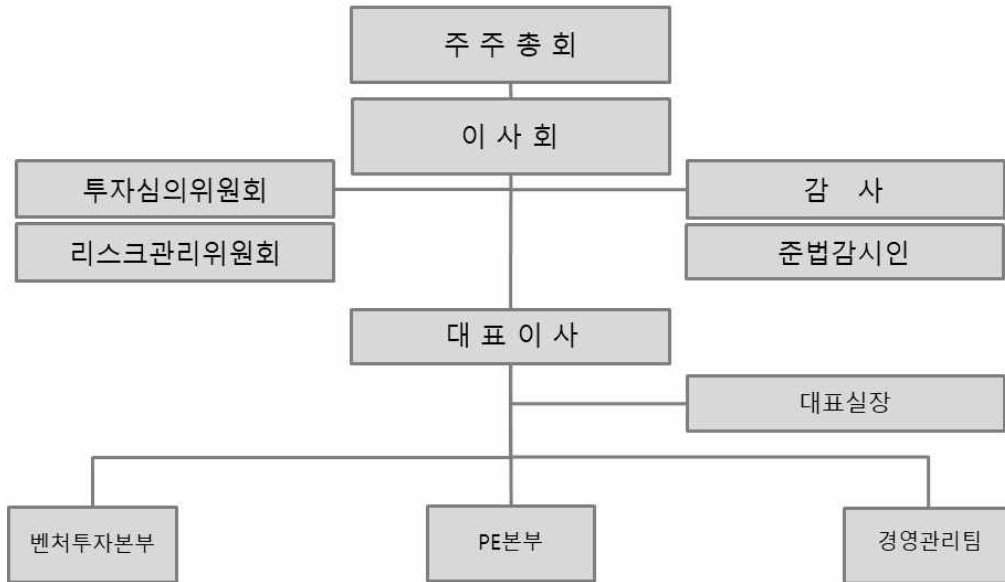 주 주 총 회
이 사 회
투자심의위원회
감 사
리스크관리위원회
준법감시인
대 표 이 사
대표실장
벤처투자본부
PE본부
경영관리팀